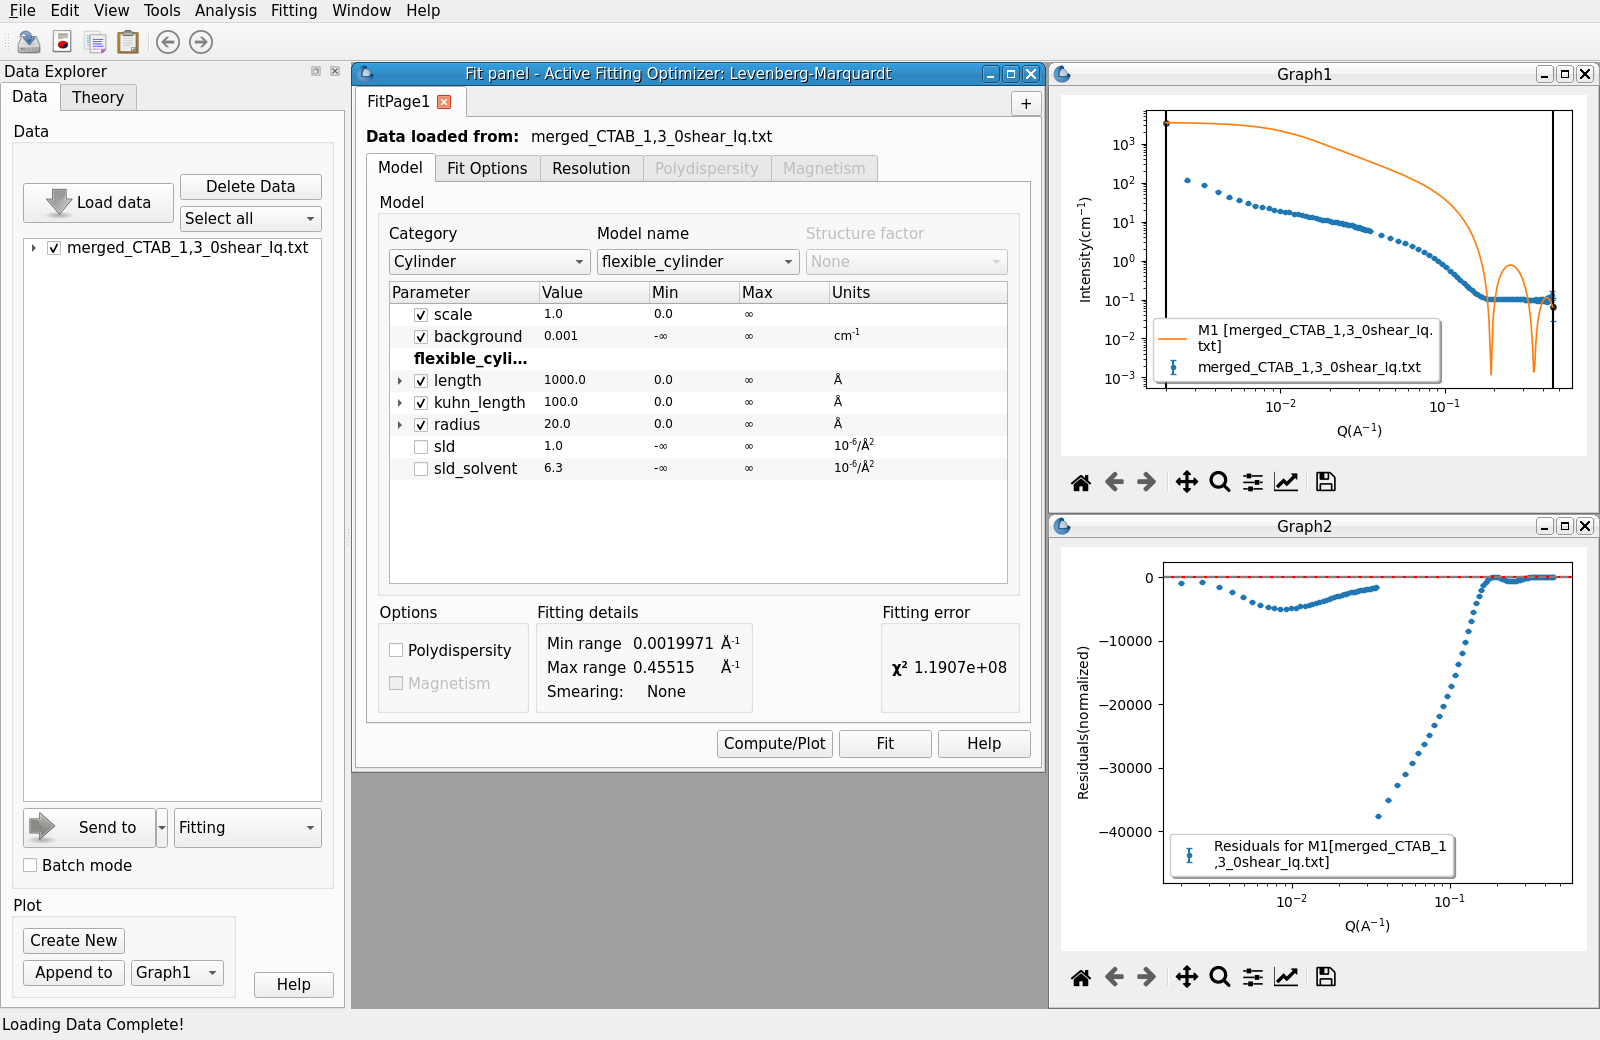 File Edit View Tools Analysis Fitting Window Help
Data Explorer
Data Theory
Data
Load data
Delete Data
Select all
merged_CTAB_1,3_0shear_Iq.txt
Send to
Fitting
Batch mode
Plot
Create New
Append to
Graph1
Help
Loading Data Complete!
Fit panel - Active Fitting Optimizer: Levenberg-Marquardt
FitPage1
+
Data loaded from: merged_CTAB_1,3_0shear_Iq.txt
Model Fit Options Resolution Polydispersity Magnetism
Model
Category Model name Structure factor
Cylinder flexible_cylinder None
Parameter Value Min Max Units
scale 1.0 0.0 ∞
background 0.001 -∞ ∞ cm⁻¹
flexible_cyli...
length 1000.0 0.0 ∞ Å
kuhn_length 100.0 0.0 ∞ Å
radius 20.0 0.0 ∞ Å
sld 1.0 -∞ ∞ 10⁻⁶/Å²
sld_solvent 6.3 -∞ ∞ 10⁻⁶/Å²
Options
Polydispersity
Magnetism
Fitting details
Min range 0.0019971 Å⁻¹
Max range 0.45515 Å⁻¹
Smearing: None
Fitting error
χ² 1.1907e+08
Compute/Plot Fit Help
Graph1
10³
10²
10¹
10⁰
10⁻¹
10⁻²
10⁻³
Intensity(cm⁻¹)
M1 [merged_CTAB_1,3_0shear_Iq.
txt]
merged_CTAB_1,3_0shear_Iq.txt
10⁻² 10⁻¹
Q(A⁻¹)
Graph2
0
−10000
−20000
−30000
−40000
Residuals(normalized)
Residuals for M1[merged_CTAB_1
,3_0shear_Iq.txt]
10⁻² 10⁻¹
Q(A⁻¹)